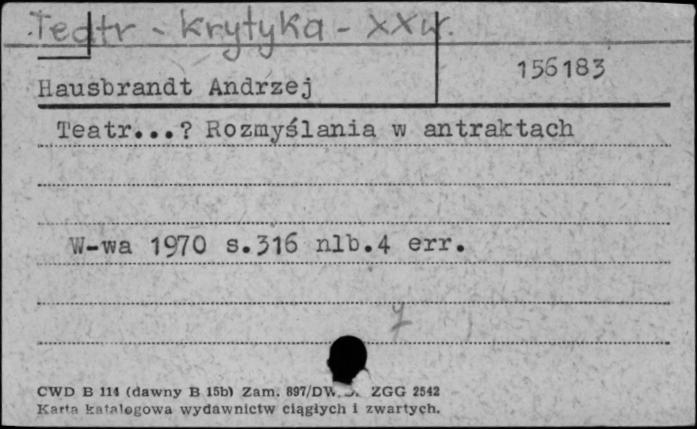 Teatr - krytyka - XX w.
156183
Hausbrandt Andrzej
Teatr...? Rozmyślania w antraktach
W-wa 1970 s.316 nlb.4 err.
CWD B 114 (dawny B 15b) Zam. 897/DW. ZGG 2542
Karta katalogowa wydawnictw ciągłych i zwartych.